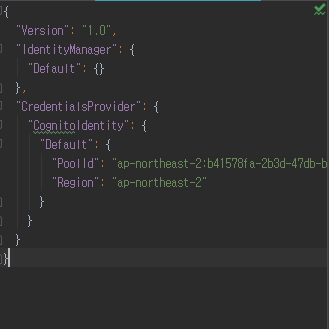 {
"Version": "1.0",
"IdentityManager": {
"Default": {}
},
"CredentialsProvider": {
"CognitoIdentity": {
"Default": {
"PoolId": "ap-northeast-2:b41578fa-2b3d-47db-b
"Region": "ap-northeast-2"
}
}
}
}